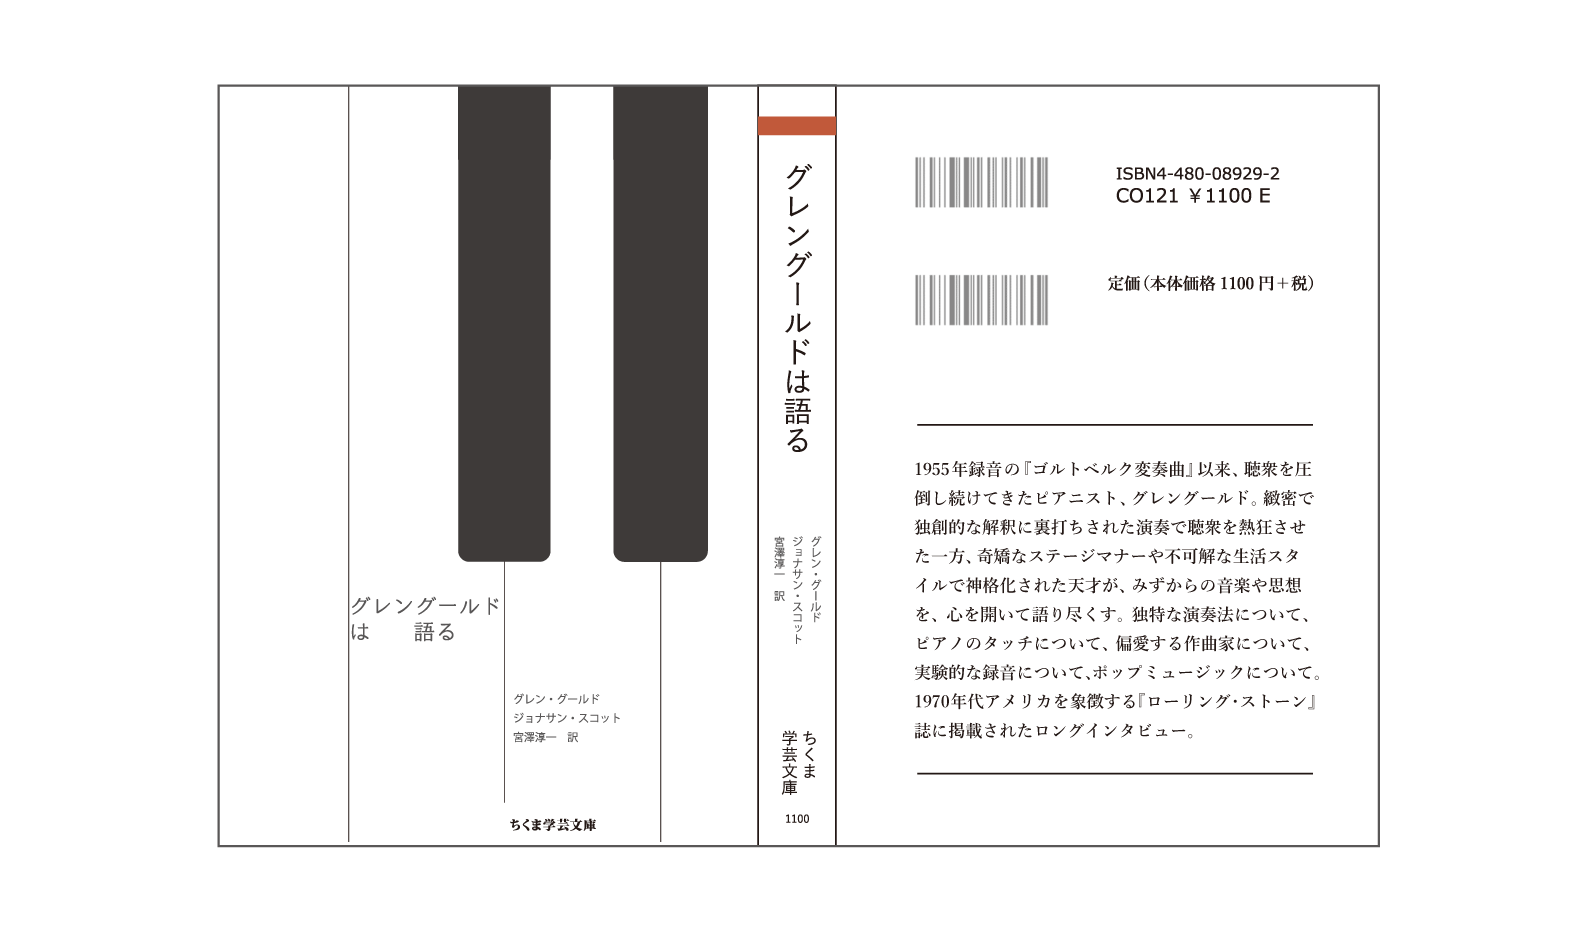 グレングールド
は　語る
グレン・グールド
ジョナサン・スコット
宮澤淳一　訳
ちくま学芸文庫
グレングールドは語る
グレン・グールド
ジョナサン・スコット
宮澤淳一　訳
ちくま
学芸文庫
1100
ISBN4-480-08929-2
CO121 ￥1100 E
定価（本体価格 1100 円＋税）
1955年録音の『ゴルトベルク変奏曲』以来、聴衆を圧
倒し続けてきたピアニスト、グレングールド。緻密で
独創的な解釈に裏打ちされた演奏で聴衆を熱狂させ
た一方、奇矯なステージマナーや不可解な生活スタ
イルで神格化された天才が、みずからの音楽や思想
を、心を開いて語り尽くす。独特な演奏法について、
ピアノのタッチについて、偏愛する作曲家について、
実験的な録音について、ポップミュージックについて。
1970年代アメリカを象徴する『ローリング・ストーン』
誌に掲載されたロングインタビュー。